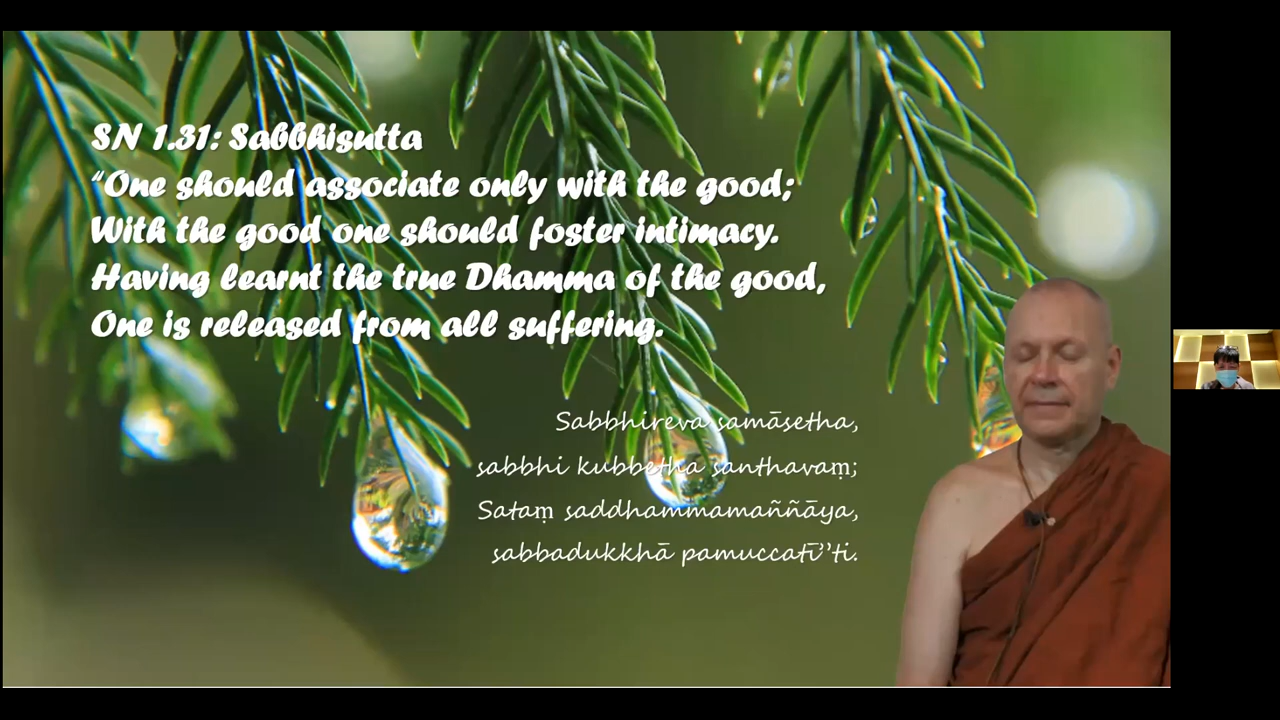 SN 1.31: Sabbhisutta
“One should associate only with the good;
With the good one should foster intimacy.
Having learnt the true Dhamma of the good,
One is released from all suffering.
Sabbhireva samāsetha,
sabbhi kubbetha santhavaṃ;
Sataṃ saddhammamaññāya,
sabbadukkhā pamuccatī’’ti.